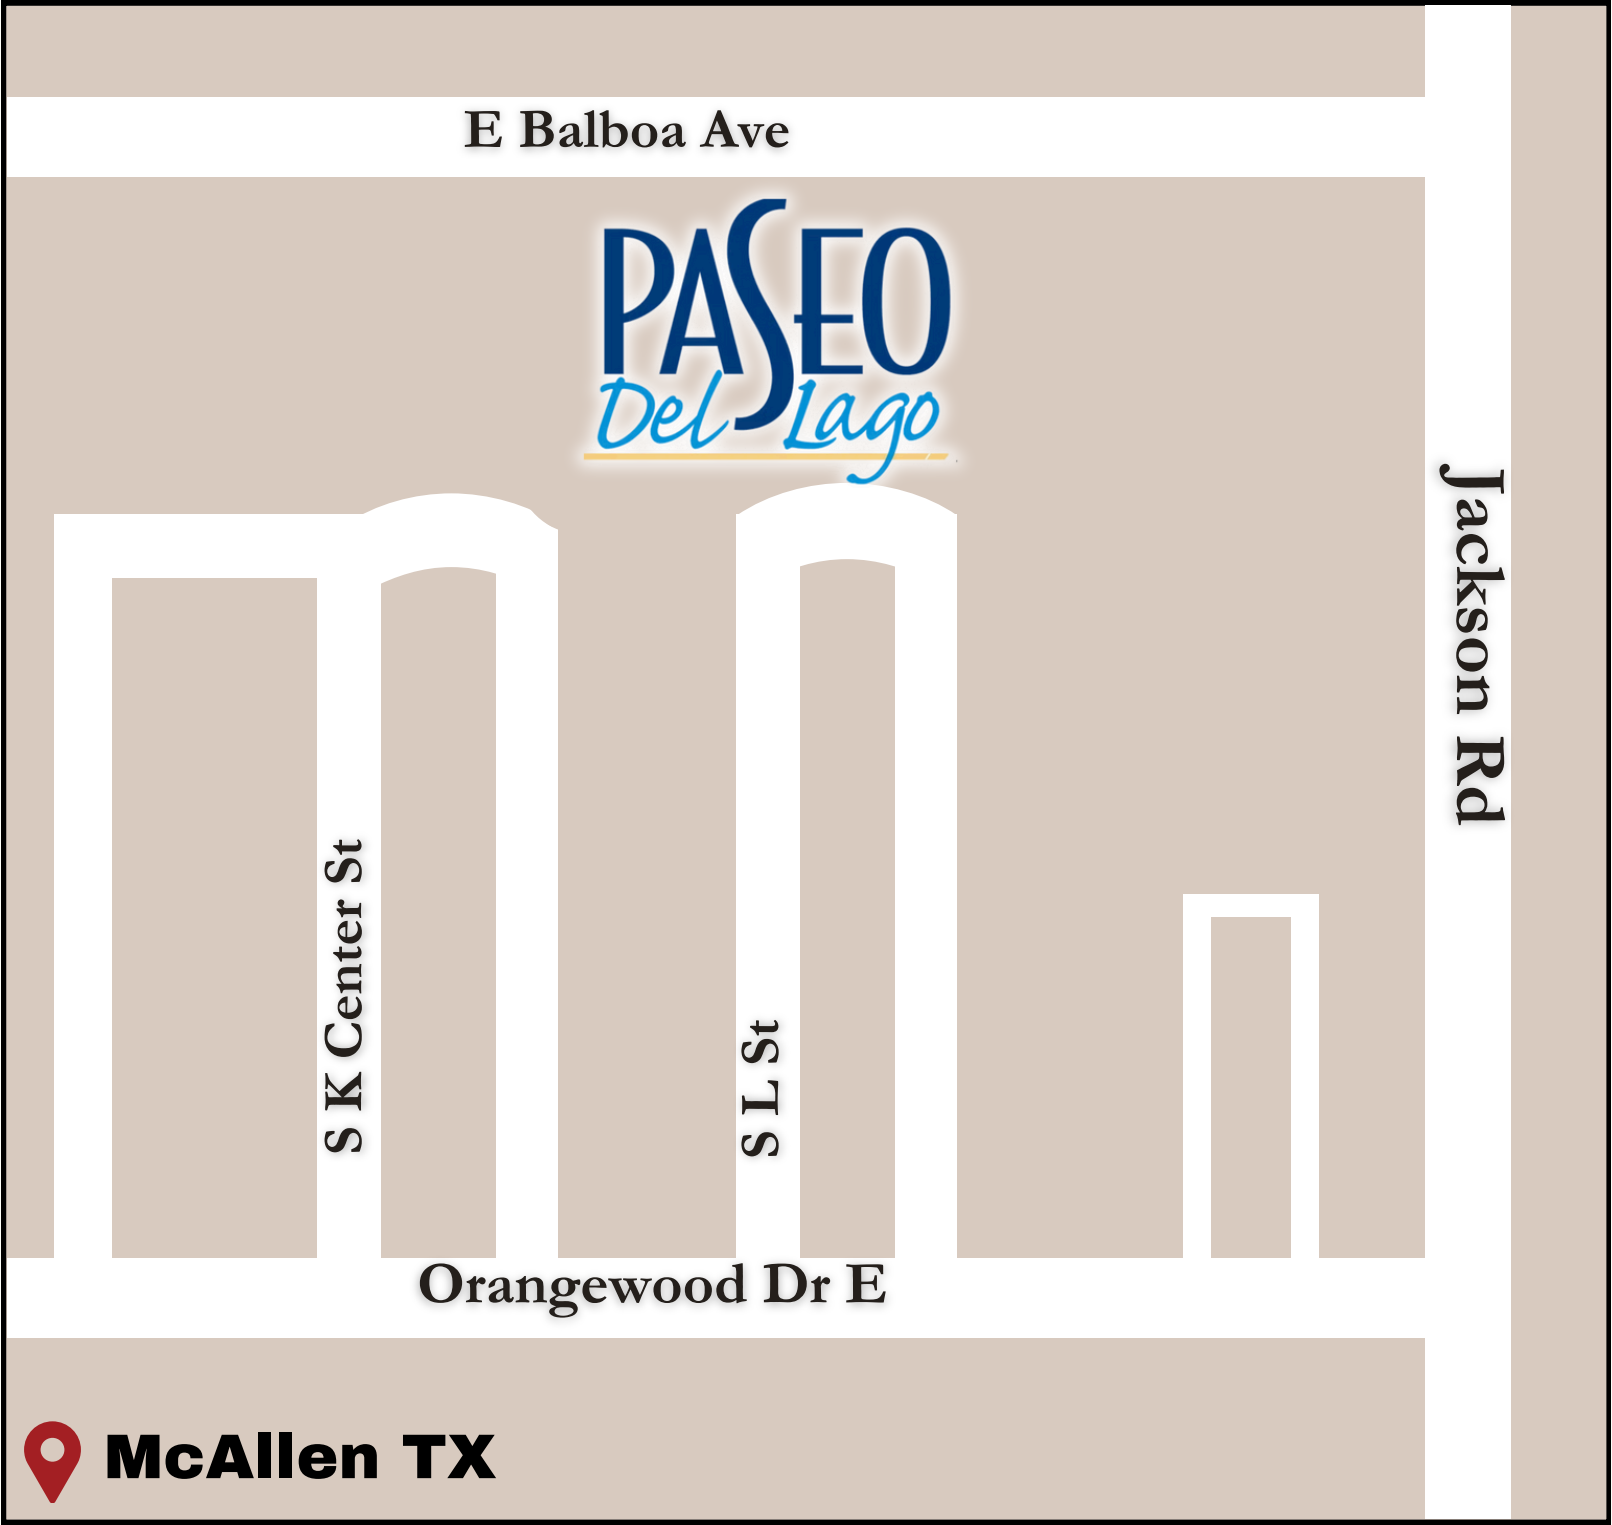 E Balboa Ave
PASEO
Del Lago
Jackson Rd
S K Center St
S L St
Orangewood Dr E
McAllen TX